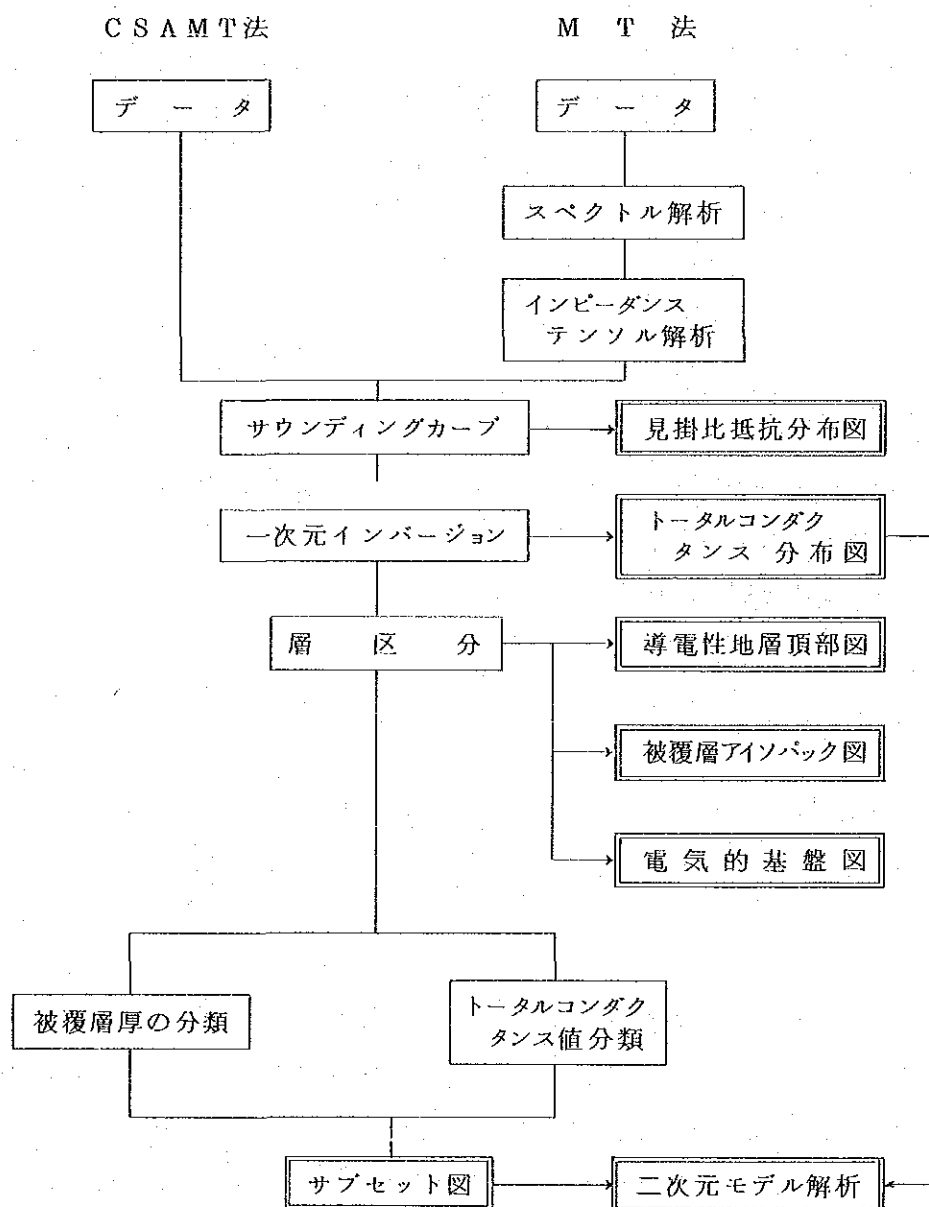 CSAMT法
MT法
データ
データ
スペクトル解析
インピーダンス
テンソル解析
サウンディングカーブ
見掛比抵抗分布図
一次元インバージョン
トータルコンダク
タンス 分布図
層区分
導電性地層頂部図
被覆層アイソパック図
電気的基盤図
被覆層厚の分類
トータルコンダク
タンス値分類
サブセット図
二次元モデル解析